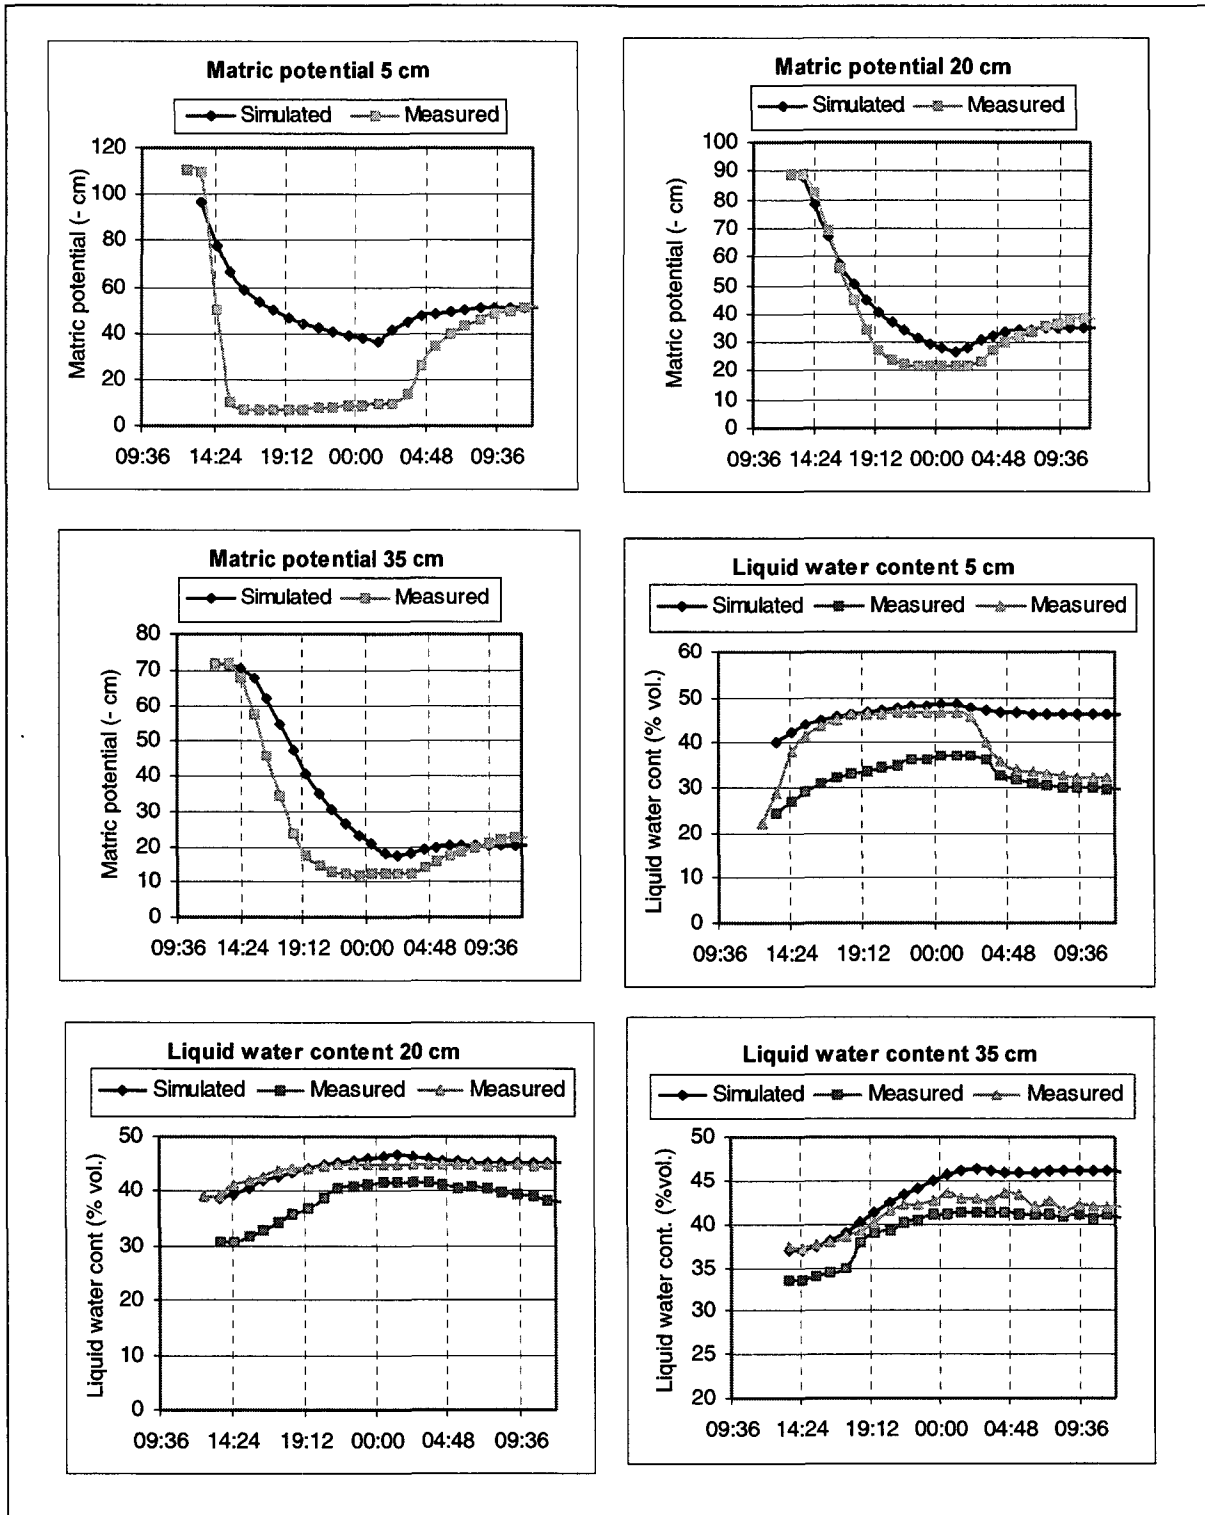 Matric potential 5 cm
Simulated Measured
Matric potential (- cm)
120
100
80
60
40
20
0
09:36 14:24 19:12 00:00 04:48 09:36
Matric potential 20 cm
Simulated Measured
Matric potential (- cm)
100
90
80
70
60
50
40
30
20
10
0
09:36 14:24 19:12 00:00 04:48 09:36
Matric potential 35 cm
Simulated Measured
Matric potential (- cm)
80
70
60
50
40
30
20
10
0
09:36 14:24 19:12 00:00 04:48 09:36
Liquid water content 5 cm
Simulated Measured Measured
Liquid water cont (% vol.)
60
50
40
30
20
10
0
09:36 14:24 19:12 00:00 04:48 09:36
Liquid water content 20 cm
Simulated Measured Measured
Liquid water cont (% vol.)
50
40
30
20
10
0
09:36 14:24 19:12 00:00 04:48 09:36
Liquid water content 35 cm
Simulated Measured Measured
Liquid water cont. (%vol.)
50
45
40
35
30
25
20
09:36 14:24 19:12 00:00 04:48 09:36